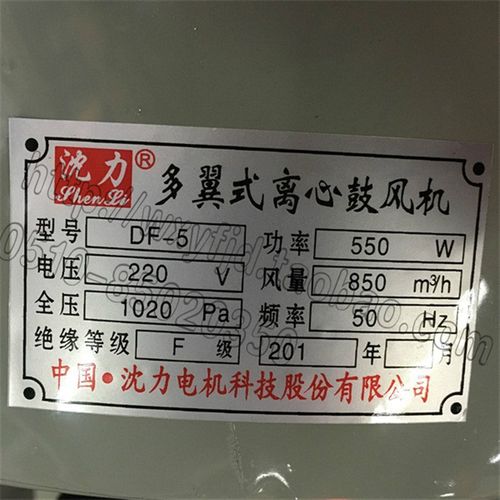 沈力®
Shen Li
多翼式离心鼓风机
型号 DF-5 功率 550 W
电压 220 V 风量 850 m³/h
全压 1020 Pa 频率 50 Hz
绝缘等级 F 级 201 年 月
中国·沈力电机科技股份有限公司